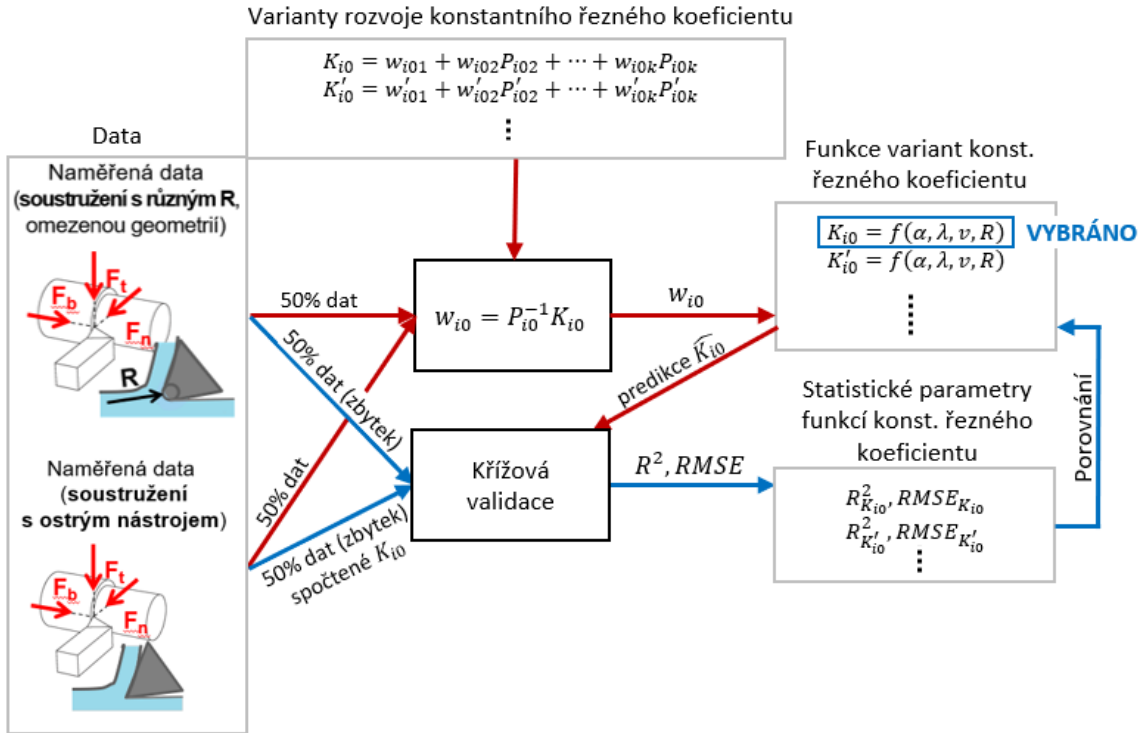 Varianty rozvoje konstantního řezného koeficientu
K_{i0} = w_{i01} + w_{i02}P_{i02} + ⋯ + w_{i0k}P_{i0k}
K'_{i0} = w'_{i01} + w'_{i02}P'_{i02} + ⋯ + w'_{i0k}P'_{i0k}
⋮
Data
Naměřená data
(soustružení s různým R,
omezenou geometrií)
F_b
F_t
F_n
R
Naměřená data
(soustružení
s ostrým nástrojem)
F_b
F_t
F_n
50% dat
50% dat (zbytek)
50% dat
50% dat (zbytek)
spočtené K_{i0}
w_{i0} = P_{i0}^{-1}K_{i0}
w_{i0}
predikce \widehat{K_{i0}}
Křížová
validace
R^2, RMSE
Funkce variant konst.
řezného koeficientu
K_{i0} = f(α, λ, v, R)
VYBRÁNO
K'_{i0} = f(α, λ, v, R)
⋮
Statistické parametry
funkcí konst. řezného
koeficientu
R^2_{K_{i0}}, RMSE_{K_{i0}}
R^2_{K'_{i0}}, RMSE_{K'_{i0}}
⋮
Porovnání